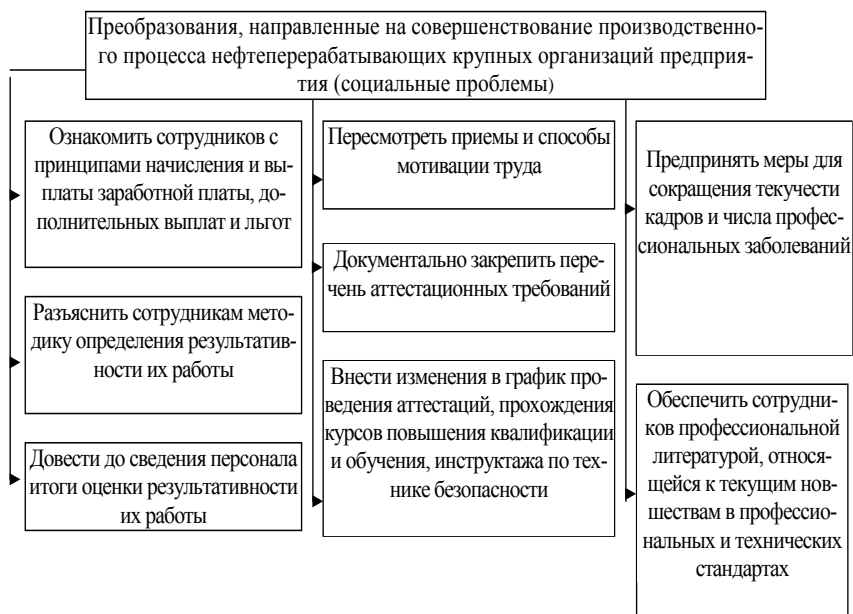 Преобразования, направленные на совершенствование производственно-
го процесса нефтеперерабатывающих крупных организаций предприя-
тия (социальные проблемы)
Ознакомить сотрудников с
принципами начисления и вы-
платы заработной платы, до-
полнительных выплат и льгот
Разъяснить сотрудникам мето-
дику определения результатив-
ности их работы
Довести до сведения персонала
итоги оценки результативности
их работы
Пересмотреть приемы и способы
мотивации труда
Документально закрепить пере-
чень аттестационных требований
Внести изменения в график про-
ведения аттестаций, прохождения
курсов повышения квалификации
и обучения, инструктажа по тех-
нике безопасности
Предпринять меры для
сокращения текучести
кадров и числа профес-
сиональных заболеваний
Обеспечить сотрудни-
ков профессиональной
литературой, относя-
щейся к текущим нов-
шествам в профессио-
нальных и технических
стандартах